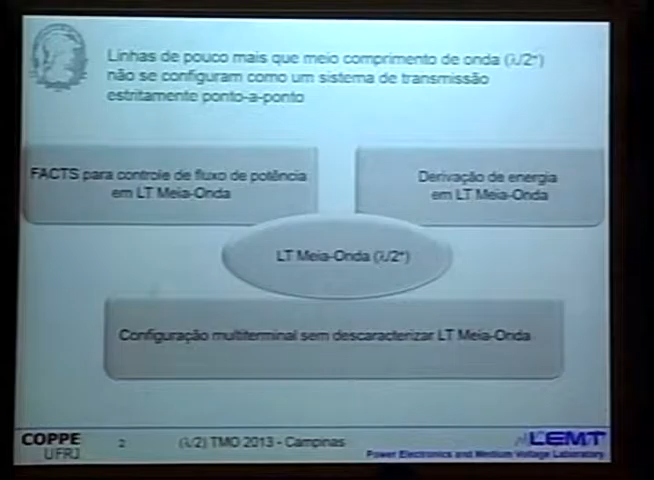 Linhas de pouco mais que meio comprimento de onda (λ/2⁺)
não se configuram como um sistema de transmissão
estritamente ponto-a-ponto
FACTS para controle de fluxo de potência
em LT Meia-Onda
Derivação de energia
em LT Meia-Onda
LT Meia-Onda (λ/2⁺)
Configuração multiterminal sem descaracterizar LT Meia-Onda
COPPE
UFRJ
2
(λ/2) TMO 2013 - Campinas
LEMT
Power Electronics and Medium Voltage Laboratory